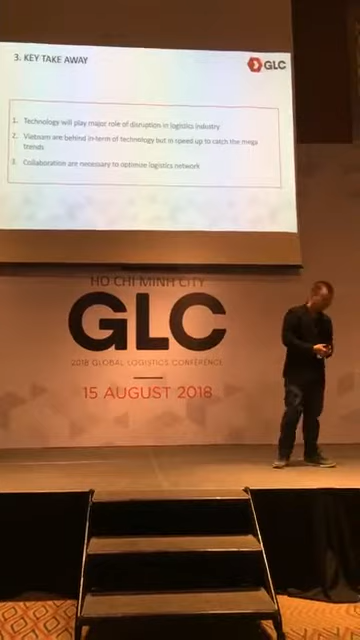 3. KEY TAKE AWAY
GLC
1. Technology will play major role of disruption in logistics industry
2. Vietnam are behind in term of technology but in speed up to catch the mega
trends
3. Collaboration are necessary to optimize logistics network
HO CHI MINH CITY
GLC
2018 GLOBAL LOGISTICS CONFERENCE
15 AUGUST 2018